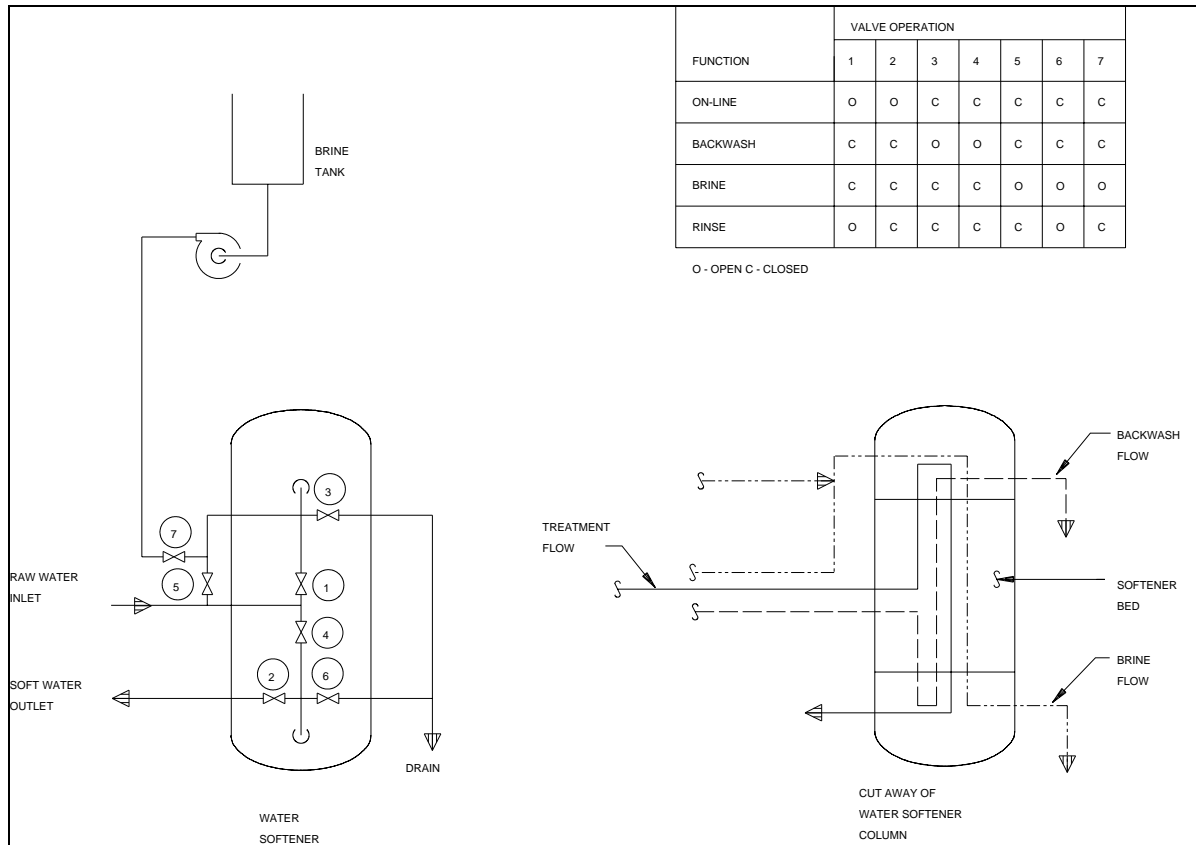 VALVE OPERATION
FUNCTION 1 2 3 4 5 6 7
ON-LINE O O C C C C C
BACKWASH C C O O C C C
BRINE C C C C O O O
RINSE O C C C C O C
O - OPEN C - CLOSED
BRINE
TANK
3
7
5
1
4
2
6
RAW WATER
INLET
SOFT WATER
OUTLET
DRAIN
WATER
SOFTENER
BACKWASH
FLOW
TREATMENT
FLOW
SOFTENER
BED
BRINE
FLOW
CUT AWAY OF
WATER SOFTENER
COLUMN